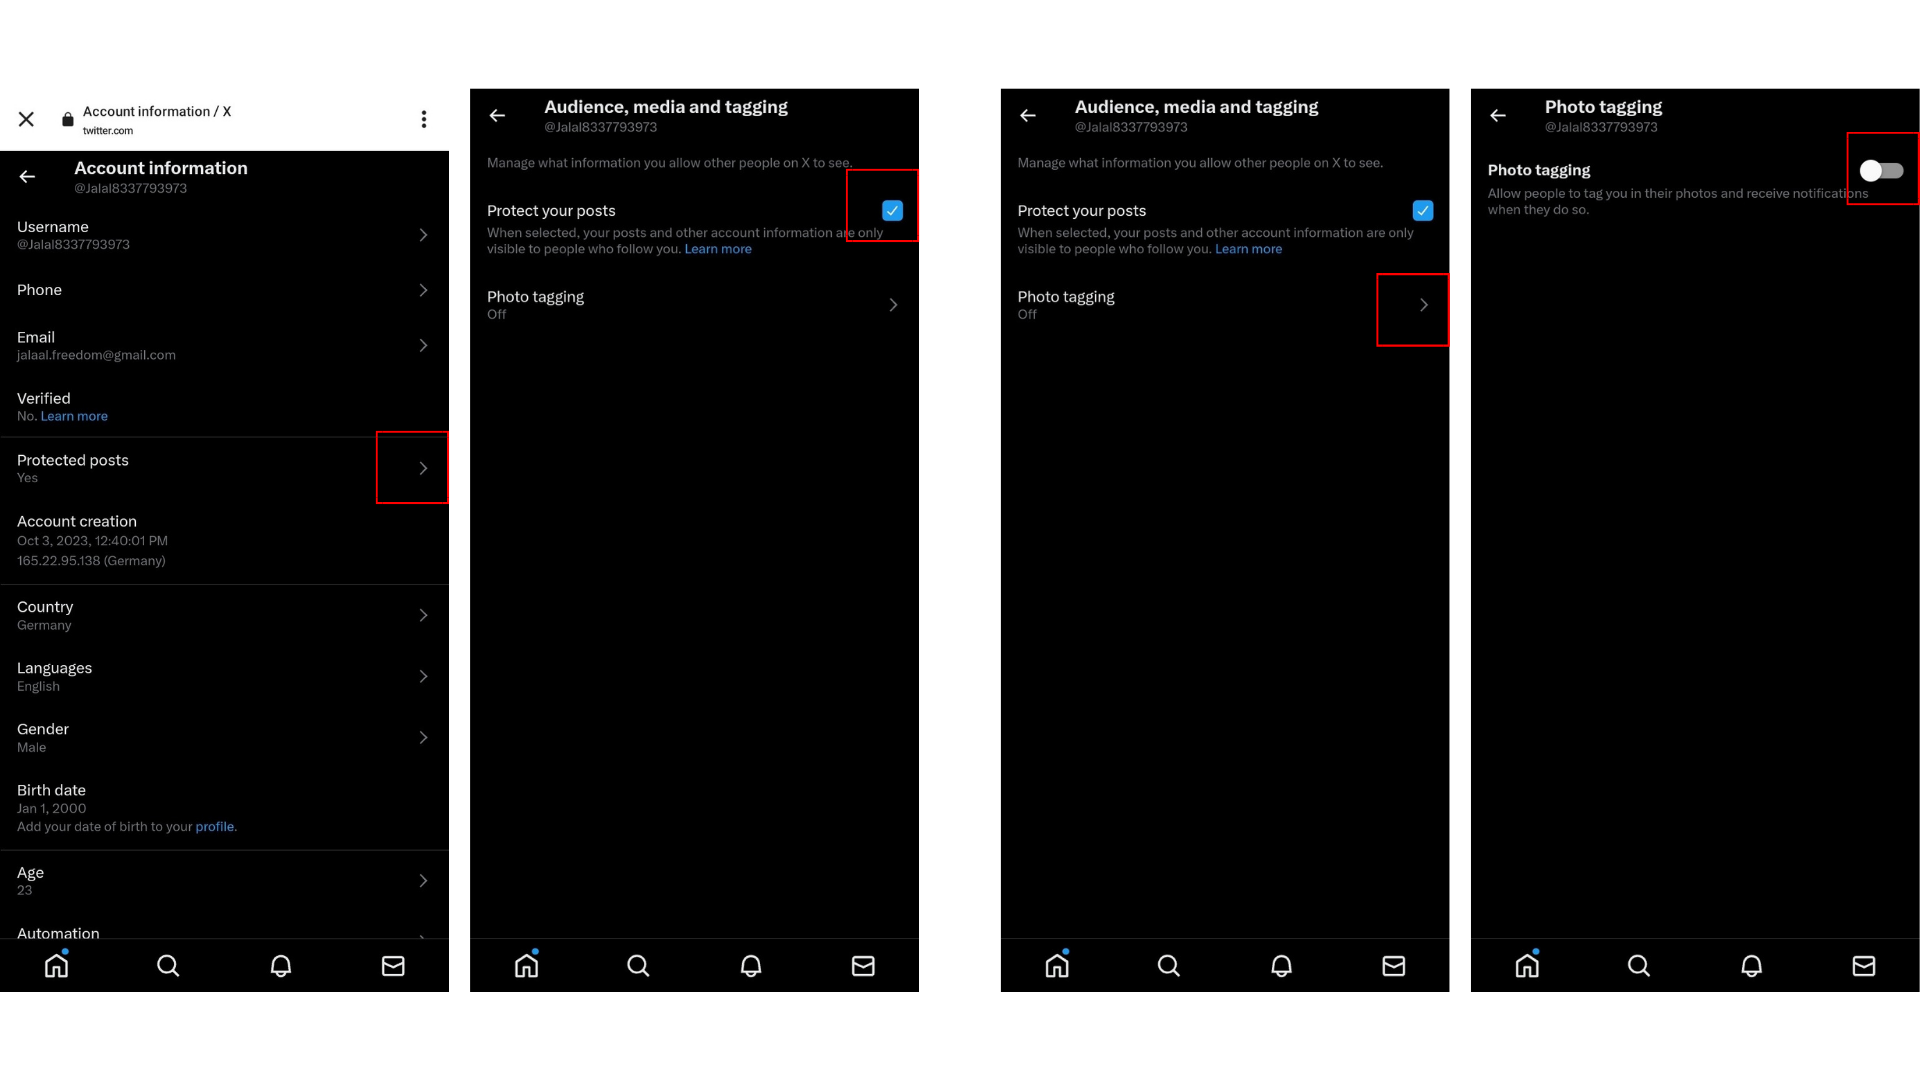 Account information / X
twitter.com
Account information
@Jalal8337793973
Username
@Jalal8337793973
Phone
Email
jalaal.freedom@gmail.com
Verified
No. Learn more
Protected posts
Yes
Account creation
Oct 3, 2023, 12:40:01 PM
165.22.95.138 (Germany)
Country
Germany
Languages
English
Gender
Male
Birth date
Jan 1, 2000
Add your date of birth to your profile.
Age
23
Automation
Audience, media and tagging
@Jalal8337793973
Manage what information you allow other people on X to see.
Protect your posts
When selected, your posts and other account information are only
visible to people who follow you. Learn more
Photo tagging
Off
Audience, media and tagging
@Jalal8337793973
Manage what information you allow other people on X to see.
Protect your posts
When selected, your posts and other account information are only
visible to people who follow you. Learn more
Photo tagging
Off
Photo tagging
@Jalal8337793973
Photo tagging
Allow people to tag you in their photos and receive notifications
when they do so.